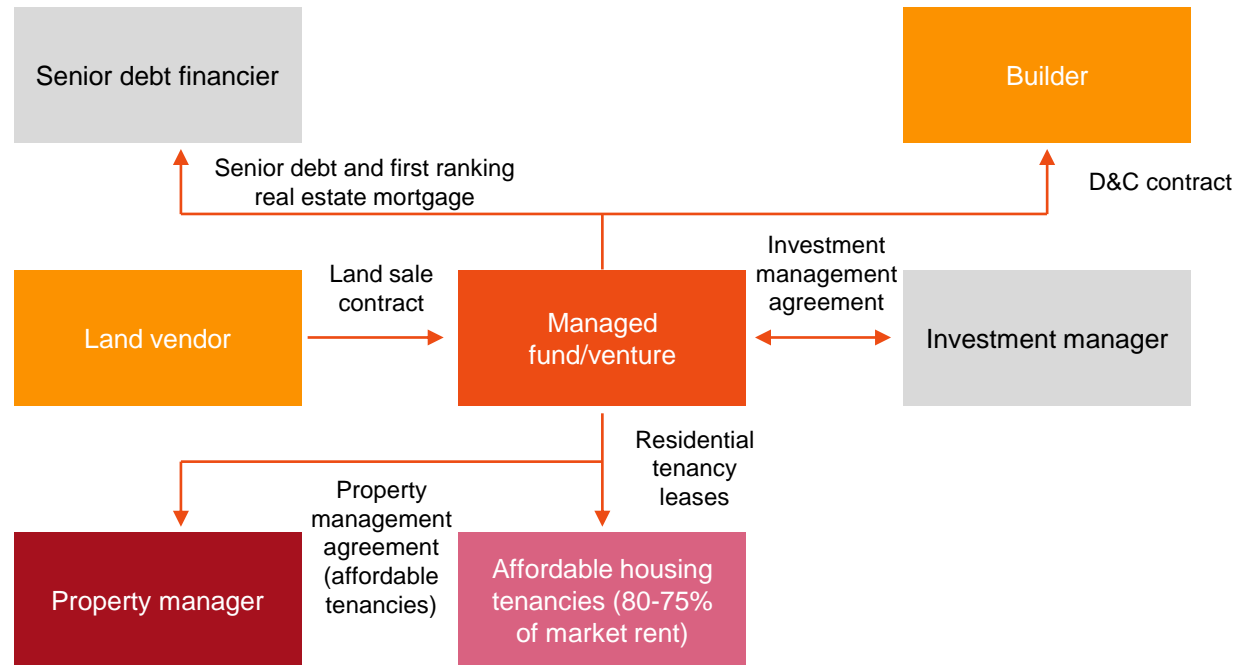 Senior debt financier
Builder
Senior debt and first ranking
real estate mortgage
D&C contract
Land vendor
Land sale
contract
Managed
fund/venture
Investment
management
agreement
Investment manager
Residential
tenancy
leases
Property
management
agreement
(affordable
tenancies)
Property manager
Affordable housing
tenancies (80-75%
of market rent)